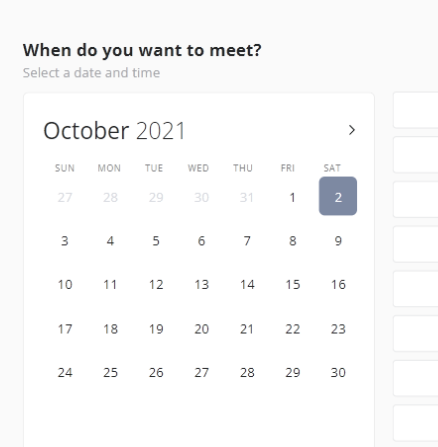 When do you want to meet?
Select a date and time
October 2021 >
SUN MON TUE WED THU FRI SAT
27 28 29 30 31 1 2
3 4 5 6 7 8 9
10 11 12 13 14 15 16
17 18 19 20 21 22 23
24 25 26 27 28 29 30